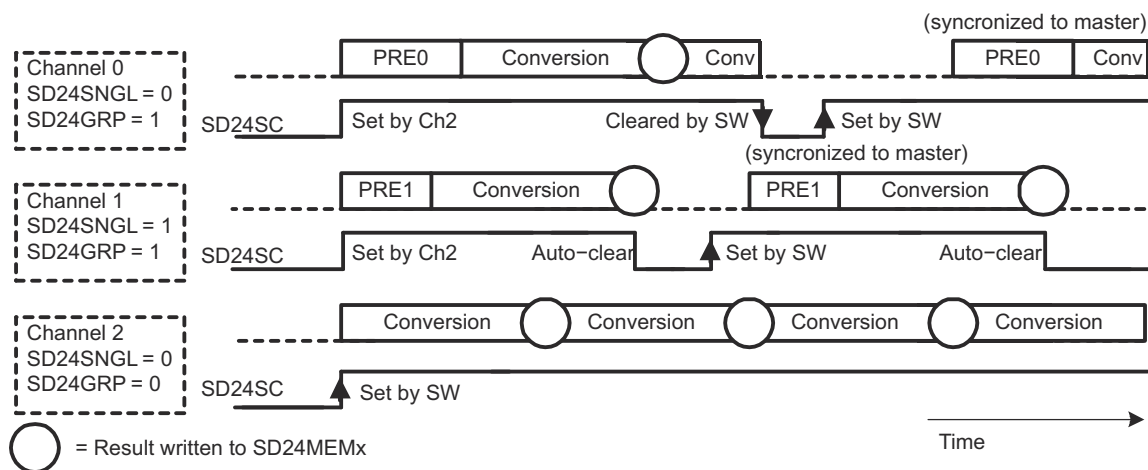 (syncronized to master)
Channel 0
SD24SNGL = 0
SD24GRP = 1
PRE0 Conversion Conv PRE0 Conv
SD24SC Set by Ch2 Cleared by SW Set by SW
(syncronized to master)
Channel 1
SD24SNGL = 1
SD24GRP = 1
PRE1 Conversion PRE1 Conversion
SD24SC Set by Ch2 Auto−clear Set by SW Auto−clear
Channel 2
SD24SNGL = 0
SD24GRP = 0
Conversion Conversion Conversion Conversion
SD24SC Set by SW
= Result written to SD24MEMx
Time